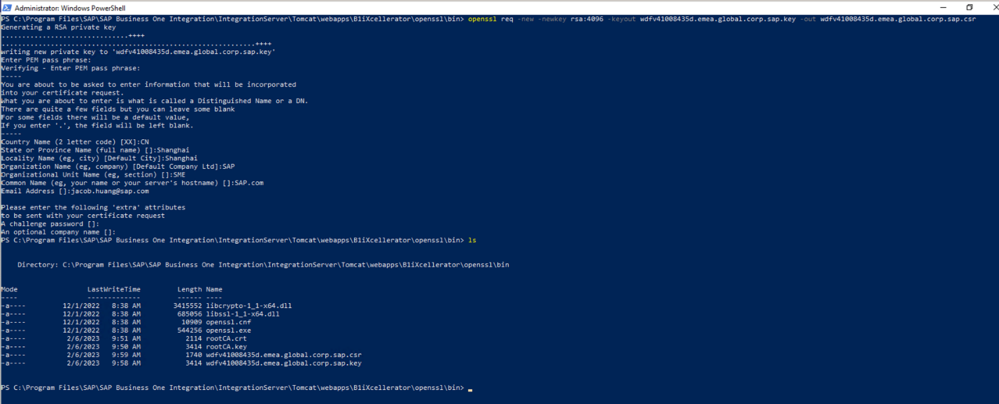 Administrator: Windows PowerShell
PS C:\Program Files\SAP\SAP Business One Integration\IntegrationServer\Tomcat\webapps\B1iXcellerator\openssl\bin> openssl req -new -newkey rsa:4096 -keyout wdfv41008435d.emea.global.corp.sap.key -out wdfv41008435d.emea.global.corp.sap.csr
Generating a RSA private key
...............................++++
..............................................................++++
writing new private key to 'wdfv41008435d.emea.global.corp.sap.key'
Enter PEM pass phrase:
Verifying - Enter PEM pass phrase:
-----
You are about to be asked to enter information that will be incorporated
into your certificate request.
What you are about to enter is what is called a Distinguished Name or a DN.
There are quite a few fields but you can leave some blank
For some fields there will be a default value,
If you enter '.', the field will be left blank.
-----
Country Name (2 letter code) [XX]:CN
State or Province Name (full name) []:Shanghai
Locality Name (eg, city) [Default City]:Shanghai
Organization Name (eg, company) [Default Company Ltd]:SAP
Organizational Unit Name (eg, section) []:SME
Common Name (eg, your name or your server's hostname) []:SAP.com
Email Address []:jacob.huang@sap.com
Please enter the following 'extra' attributes
to be sent with your certificate request
A challenge password []:
An optional company name []:
PS C:\Program Files\SAP\SAP Business One Integration\IntegrationServer\Tomcat\webapps\B1iXcellerator\openssl\bin> ls
Directory: C:\Program Files\SAP\SAP Business One Integration\IntegrationServer\Tomcat\webapps\B1iXcellerator\openssl\bin
Mode LastWriteTime Length Name
---- ------------- ------ ----
-a---- 12/1/2022 8:38 AM 3415552 libcrypto-1_1-x64.dll
-a---- 12/1/2022 8:38 AM 685056 libssl-1_1-x64.dll
-a---- 12/1/2022 8:38 AM 10909 openssl.cnf
-a---- 12/1/2022 8:38 AM 544256 openssl.exe
-a---- 2/6/2023 9:51 AM 2114 rootCA.crt
-a---- 2/6/2023 9:50 AM 3414 rootCA.key
-a---- 2/6/2023 9:59 AM 1740 wdfv41008435d.emea.global.corp.sap.csr
-a---- 2/6/2023 9:58 AM 3414 wdfv41008435d.emea.global.corp.sap.key
PS C:\Program Files\SAP\SAP Business One Integration\IntegrationServer\Tomcat\webapps\B1iXcellerator\openssl\bin> _